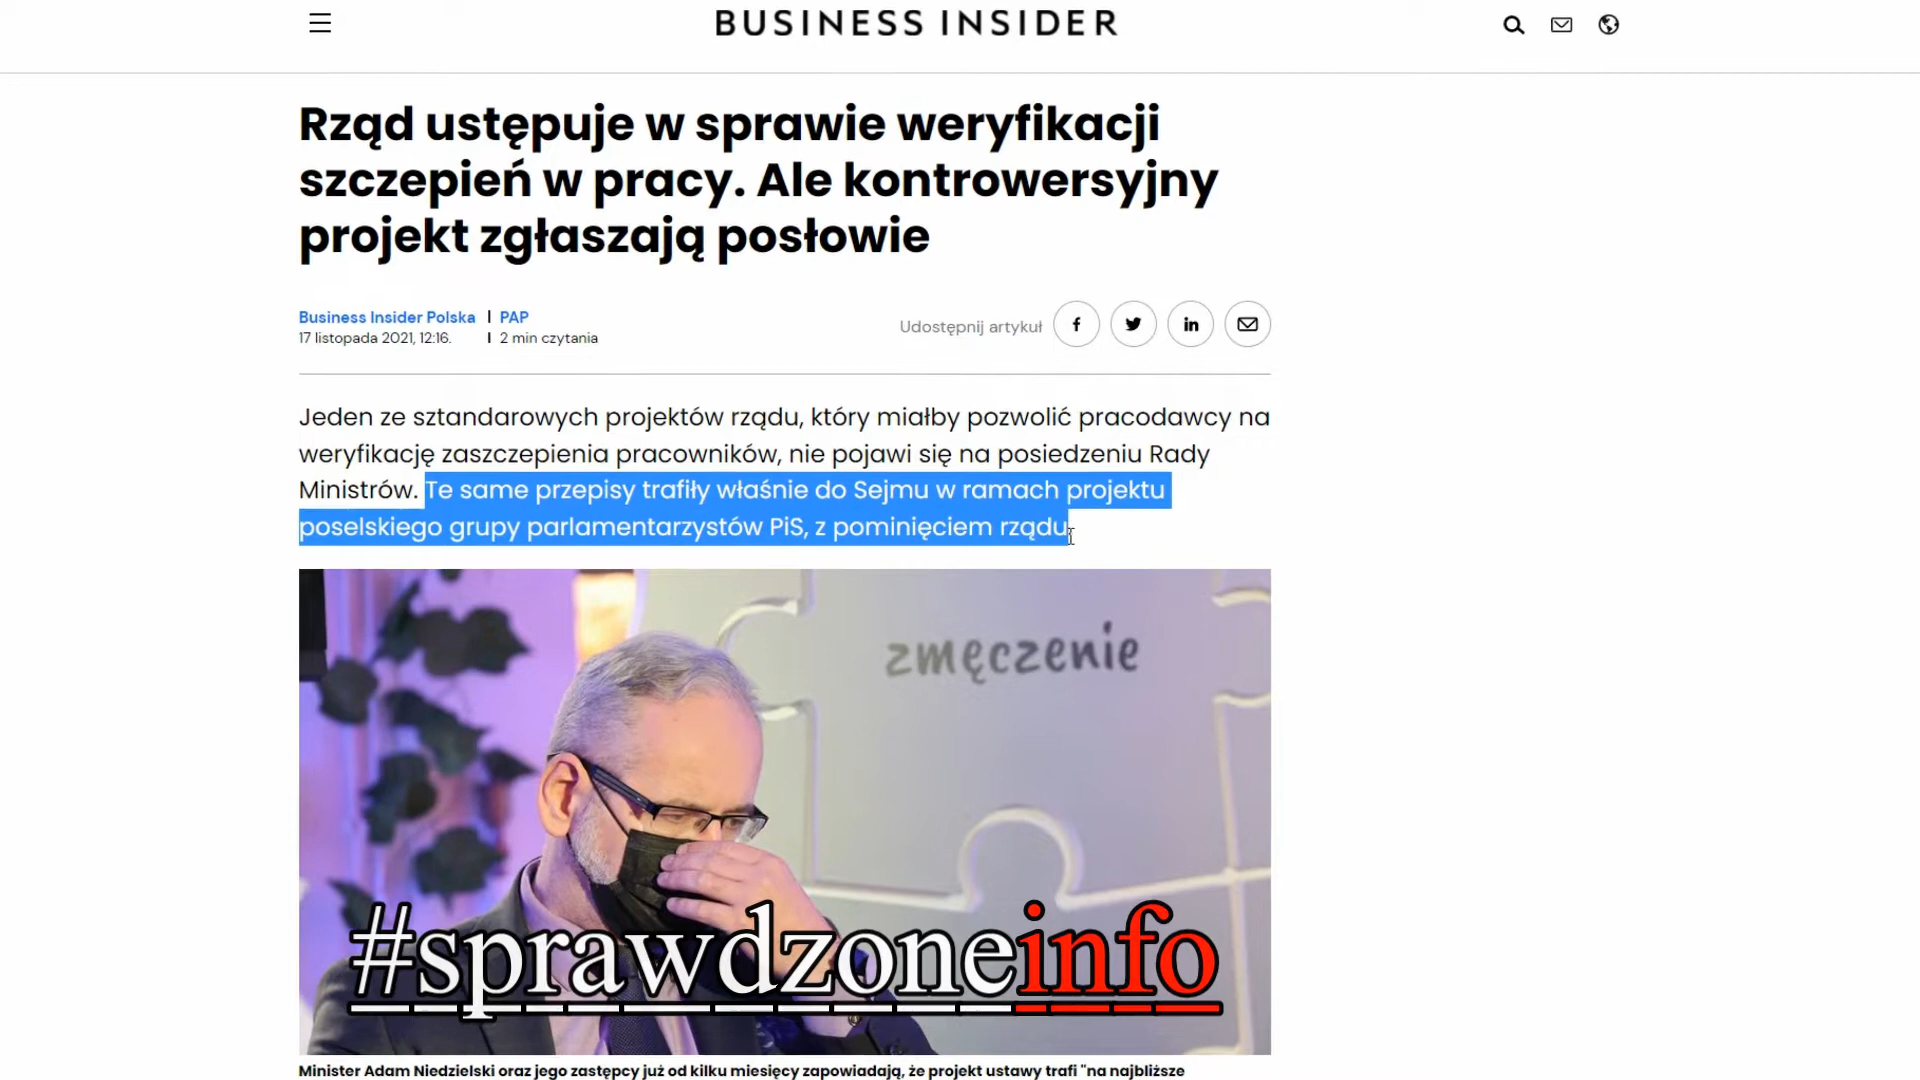 BUSINESS INSIDER
Rząd ustępuje w sprawie weryfikacji
szczepień w pracy. Ale kontrowersyjny
projekt zgłaszają posłowie
Business Insider Polska | PAP
17 listopada 2021, 12:16. | 2 min czytania
Udostępnij artykuł
Jeden ze sztandarowych projektów rządu, który miałby pozwolić pracodawcy na
weryfikację zaszczepienia pracowników, nie pojawi się na posiedzeniu Rady
Ministrów. Te same przepisy trafiły właśnie do Sejmu w ramach projektu
poselskiego grupy parlamentarzystów PiS, z pominięciem rządu
zmęczenie
#sprawdzoneinfo
Minister Adam Niedzielski oraz jego zastępcy już od kilku miesięcy zapowiadają, że projekt ustawy trafi "na najbliższe